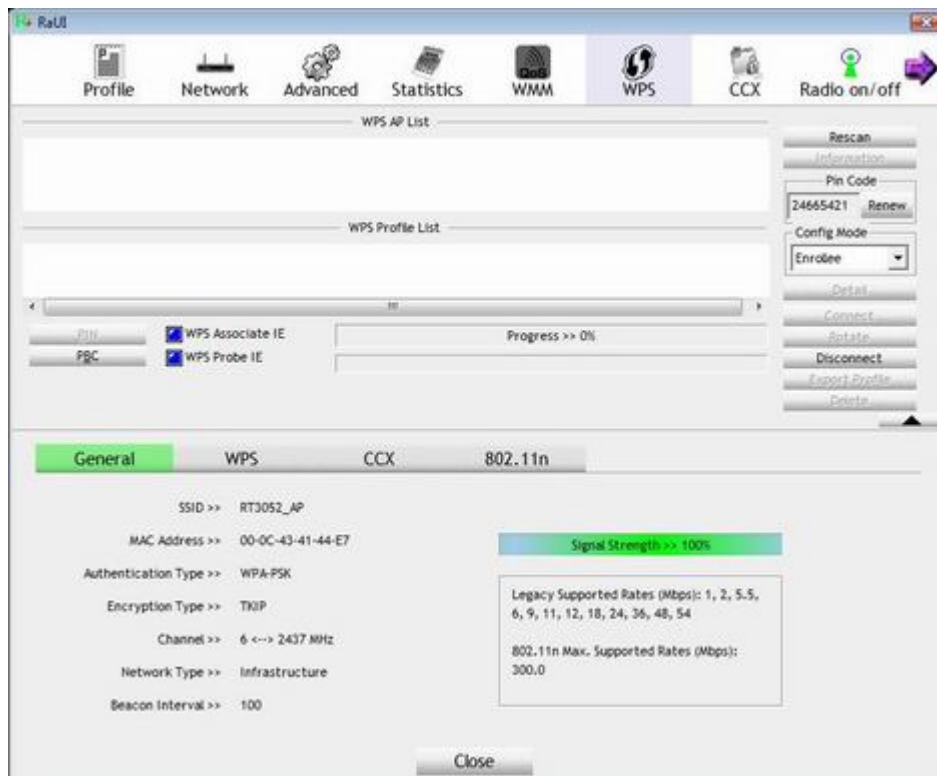 RaUI
Profile
Network
Advanced
Statistics
QoS
WMM
WPS
CCX
Radio on/off
WPS AP List
Rescan
Information
Pin Code
24665421 Renew
WPS Profile List
Config Mode
Enrollee
Detail
Connect
PIN
WPS Associate IE
Progress >> 0%
Rotate
PBC
WPS Probe IE
Disconnect
Export Profile
Delete
General WPS CCX 802.11n
SSID >> RT3052_AP
MAC Address >> 00-0C-43-41-44-E7
Signal Strength >> 100%
Authentication Type >> WPA-PSK
Legacy Supported Rates (Mbps): 1, 2, 5.5,
6, 9, 11, 12, 18, 24, 36, 48, 54
Encryption Type >> TKIP
Channel >> 6 <--> 2437 MHz
802.11n Max. Supported Rates (Mbps):
300.0
Network Type >> Infrastructure
Beacon Interval >> 100
Close